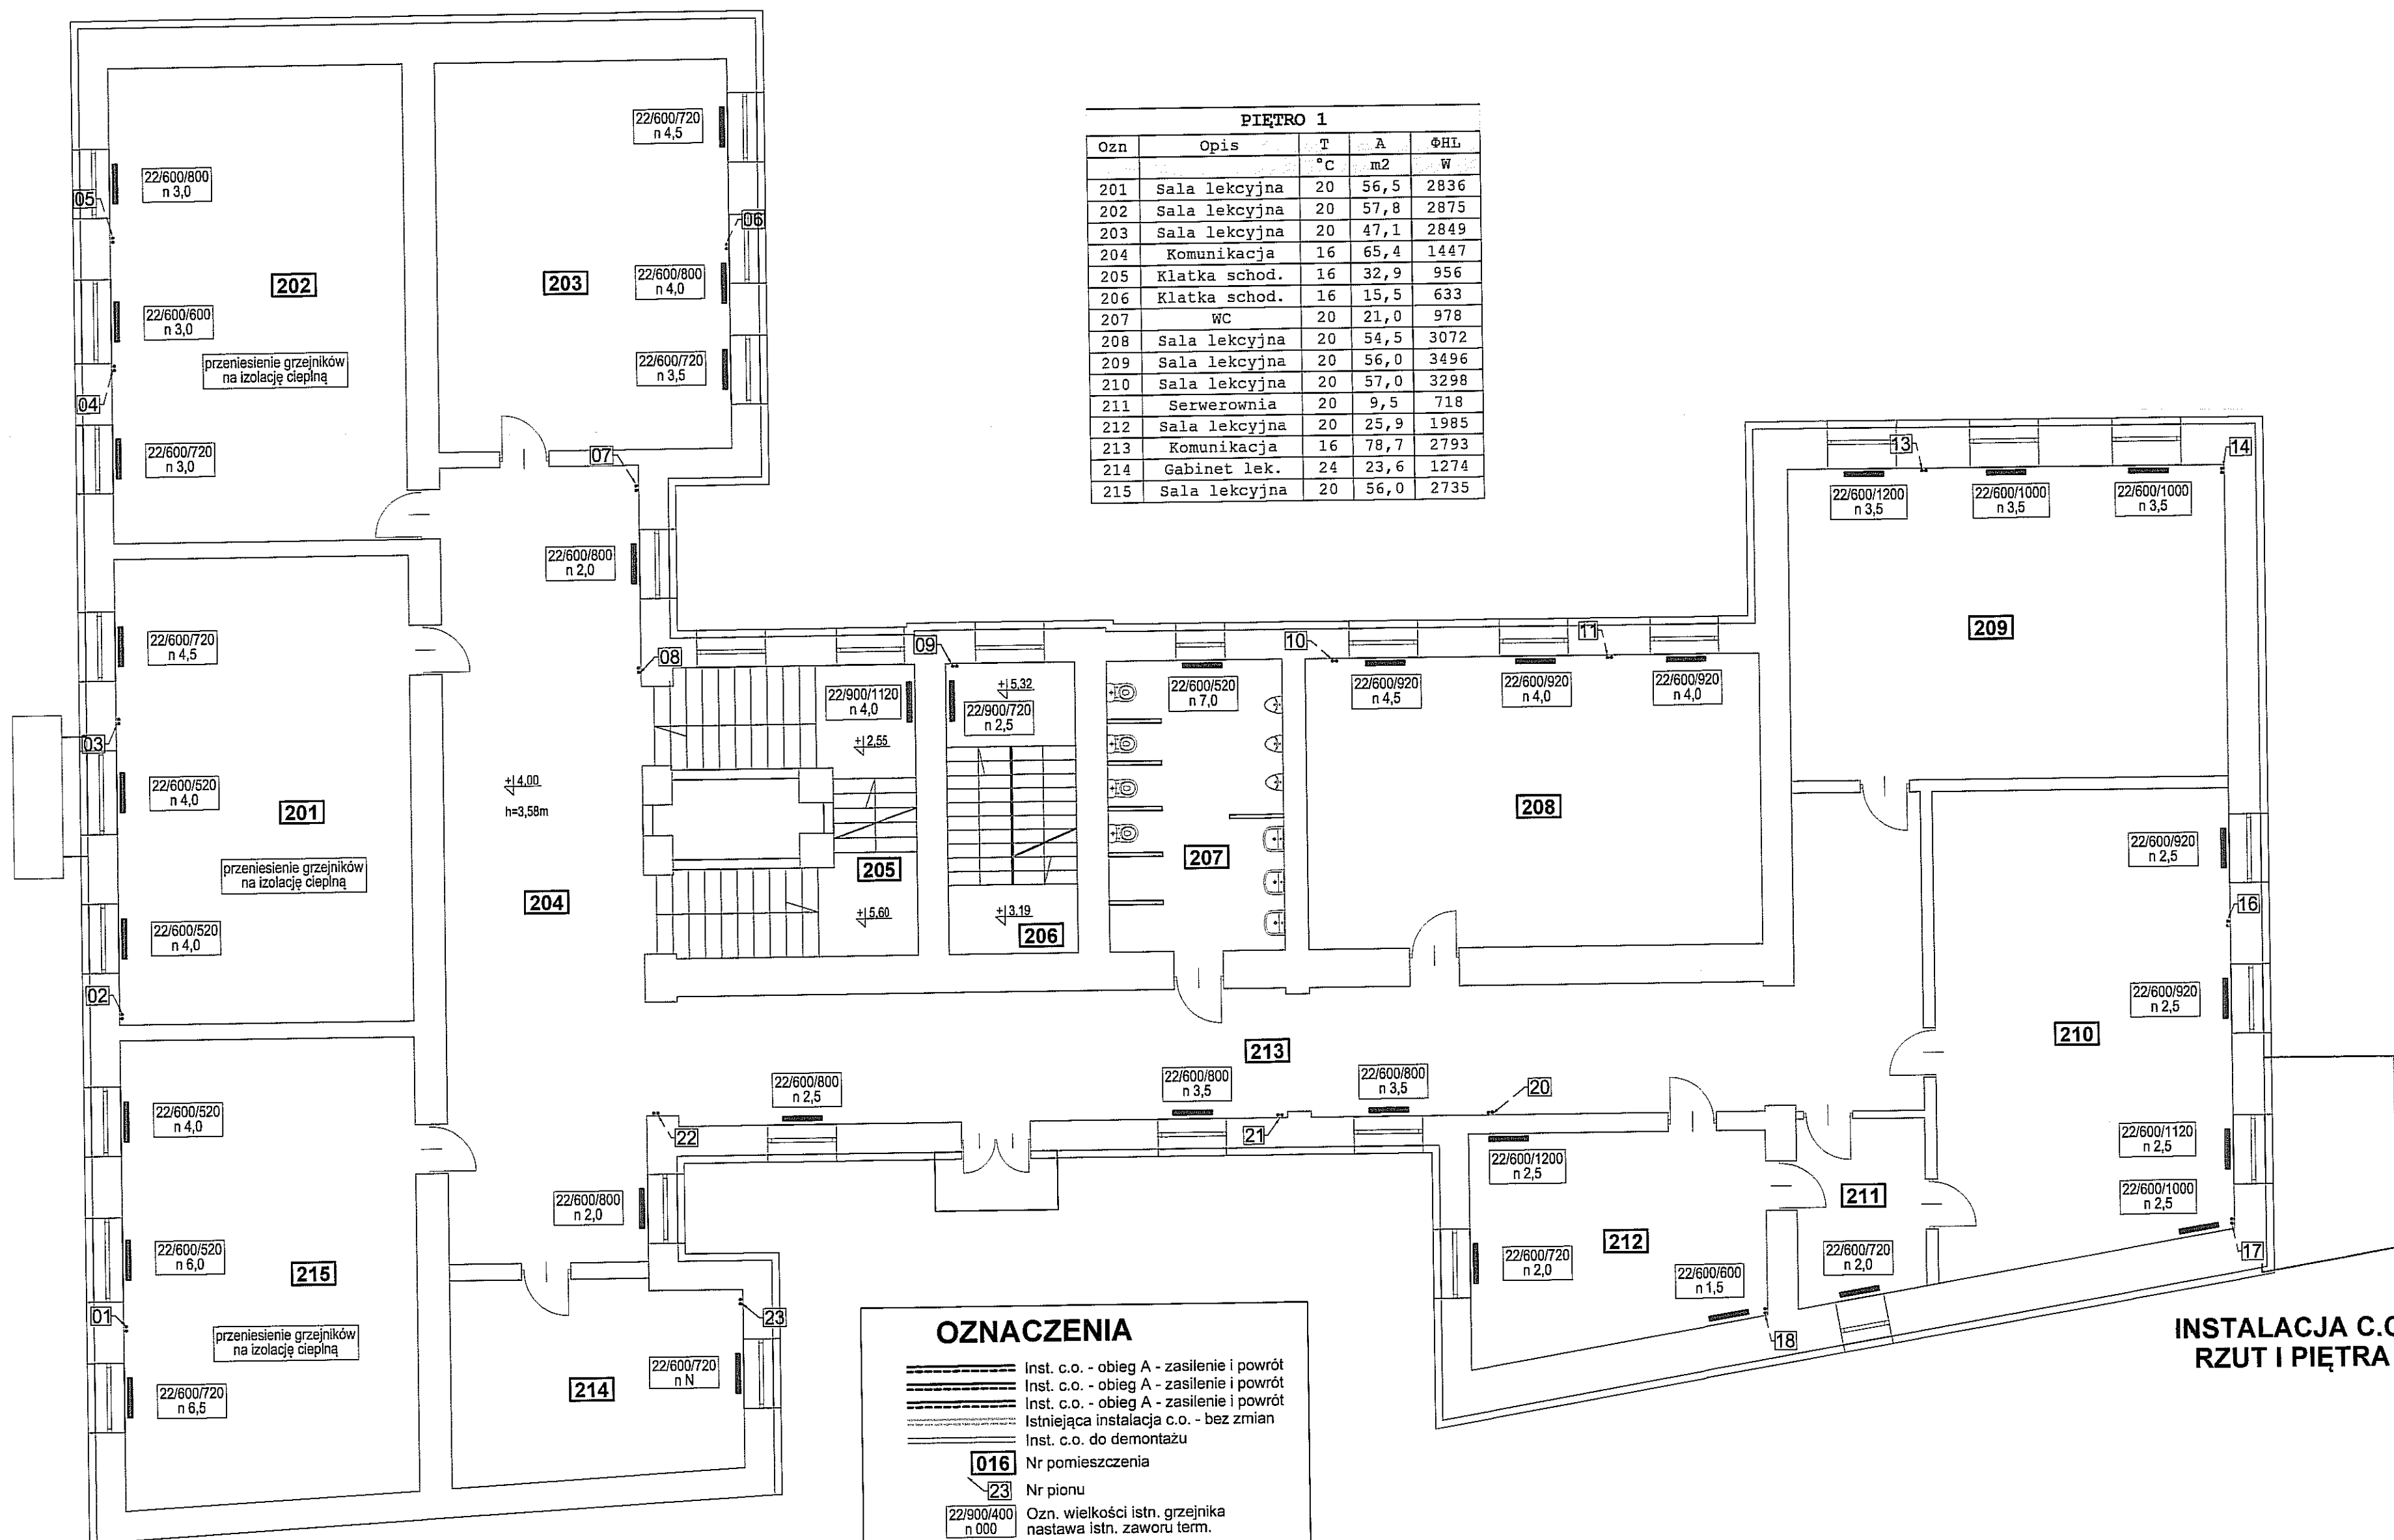 PIĘTRO 1
Ozn Opis T A ΦHL
°C m2 W
201 Sala lekcyjna 20 56,5 2836
202 Sala lekcyjna 20 57,8 2875
203 Sala lekcyjna 20 47,1 2849
204 Komunikacja 16 65,4 1447
205 Klatka schod. 16 32,9 956
206 Klatka schod. 16 15,5 633
207 WC 20 21,0 978
208 Sala lekcyjna 20 54,5 3072
209 Sala lekcyjna 20 56,0 3496
210 Sala lekcyjna 20 57,0 3298
211 Serwerownia 20 9,5 718
212 Sala lekcyjna 20 25,9 1985
213 Komunikacja 16 78,7 2793
214 Gabinet lek. 24 23,6 1274
215 Sala lekcyjna 20 56,0 2735
22/600/800
n 3,0
05
202
22/600/600
n 3,0
przeniesienie grzejników
na izolację cieplną
04
22/600/720
n 3,0
22/600/720
n 4,5
06
203
22/600/800
n 4,0
22/600/720
n 3,5
07
22/600/800
n 2,0
08
22/600/720
n 4,5
03
22/600/520
n 4,0
201
przeniesienie grzejników
na izolację cieplną
22/600/520
n 4,0
02
+4,00
h=3,58m
204
22/900/1120
n 4,0
+2,55
205
+5,60
09
+5,32
22/900/720
n 2,5
+3,19
206
22/600/520
n 7,0
207
10
11
22/600/920
n 4,5
22/600/920
n 4,0
22/600/920
n 4,0
208
13
14
22/600/1200
n 3,5
22/600/1000
n 3,5
22/600/1000
n 3,5
209
22/600/920
n 2,5
16
22/600/920
n 2,5
210
22/600/1120
n 2,5
22/600/1000
n 2,5
17
213
22/600/800
n 2,5
22/600/800
n 3,5
22/600/800
n 3,5
20
21
22
22/600/1200
n 2,5
211
212
22/600/720
n 2,0
22/600/600
n 1,5
22/600/720
n 2,0
18
22/600/520
n 4,0
22/600/520
n 6,0
215
01
przeniesienie grzejników
na izolację cieplną
22/600/720
n 6,5
22/600/800
n 2,0
23
22/600/720
n N
214
OZNACZENIA
Inst. c.o. - obieg A - zasilenie i powrót
Inst. c.o. - obieg A - zasilenie i powrót
Inst. c.o. - obieg A - zasilenie i powrót
Istniejąca instalacja c.o. - bez zmian
Inst. c.o. do demontażu
016 Nr pomieszczenia
23 Nr pionu
22/900/400 Ozn. wielkości istn. grzejnika
n 000 nastawa istn. zaworu term.
INSTALACJA C.O
RZUT I PIĘTRA